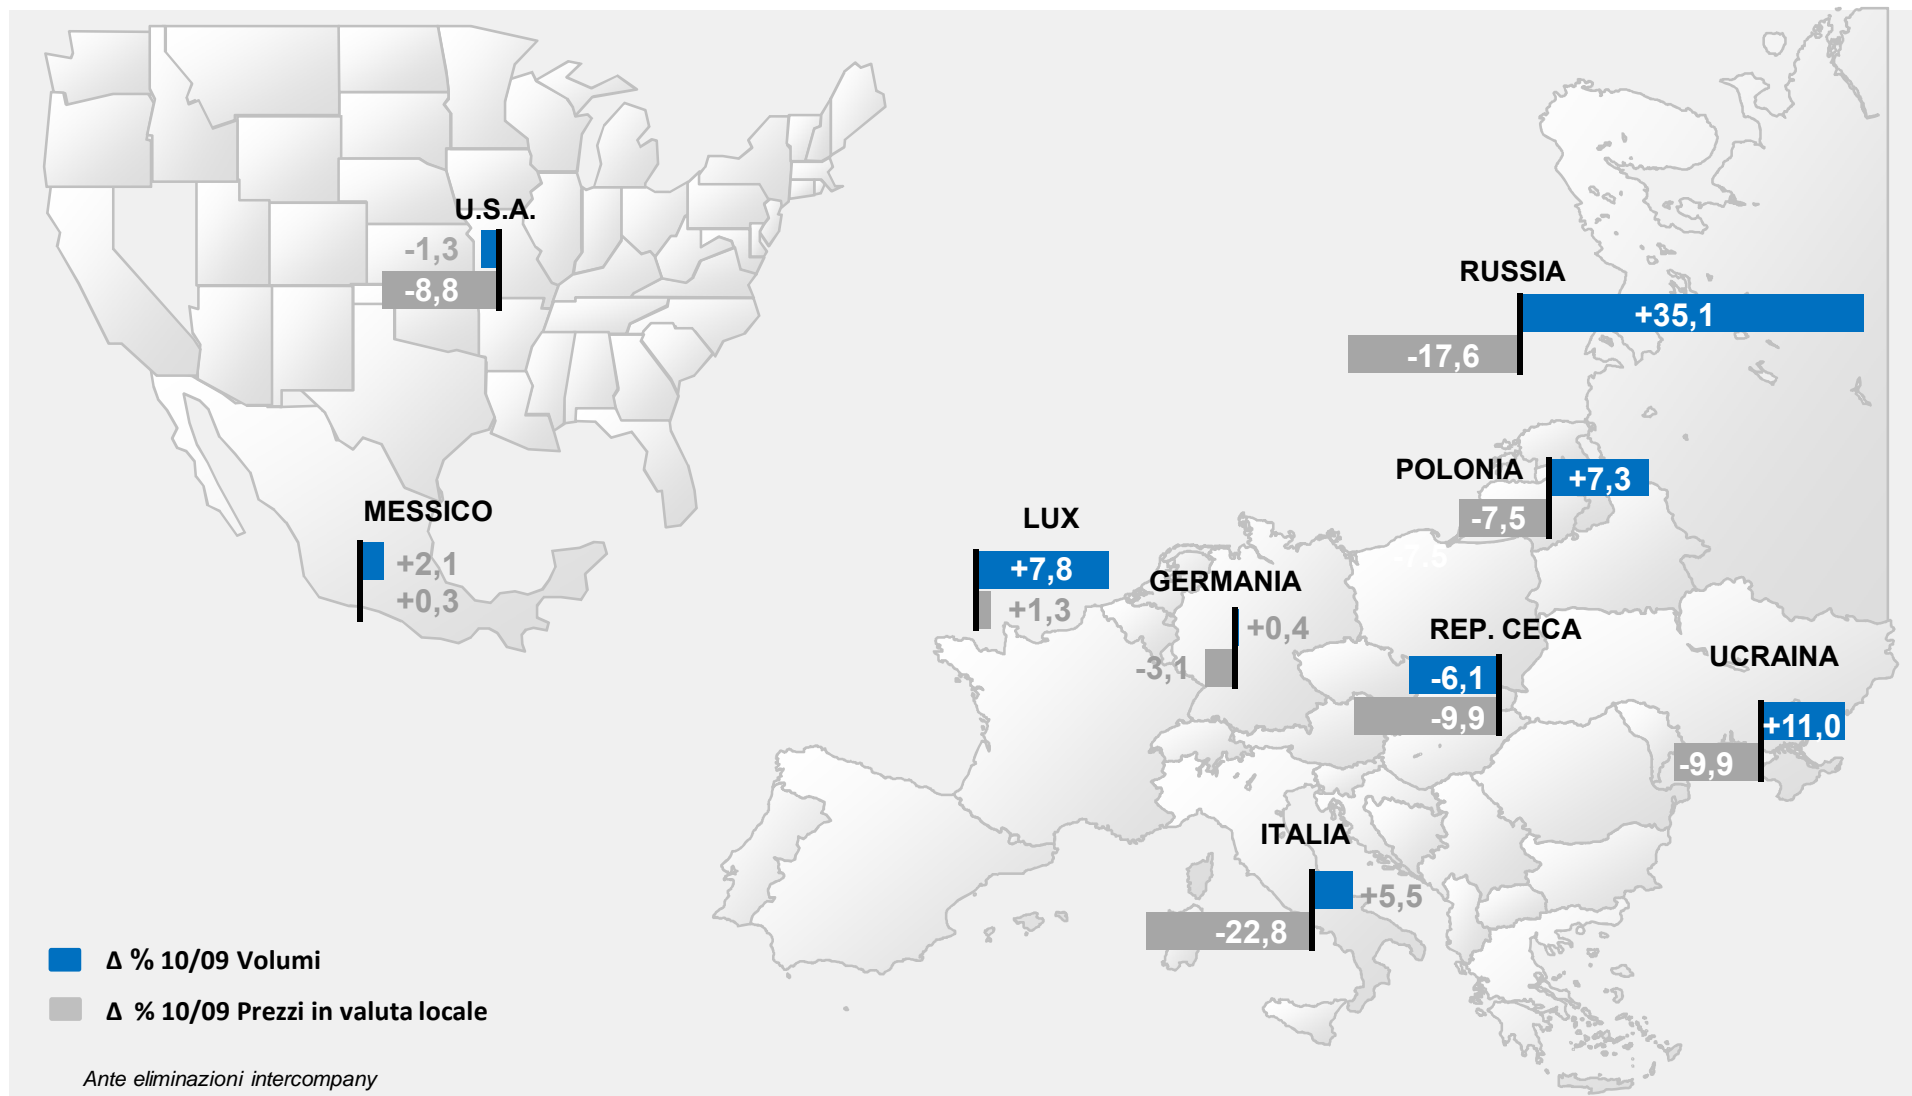 U.S.A.
-1,3
-8,8
MESSICO
+2,1
+0,3
RUSSIA
+35,1
-17,6
POLONIA
+7,3
-7,5
-7.5
LUX
+7,8
+1,3
GERMANIA
+0,4
-3,1
REP. CECA
-6,1
-9,9
UCRAINA
+11,0
-9,9
ITALIA
+5,5
-22,8
Δ % 10/09 Volumi
Δ % 10/09 Prezzi in valuta locale
Ante eliminazioni intercompany